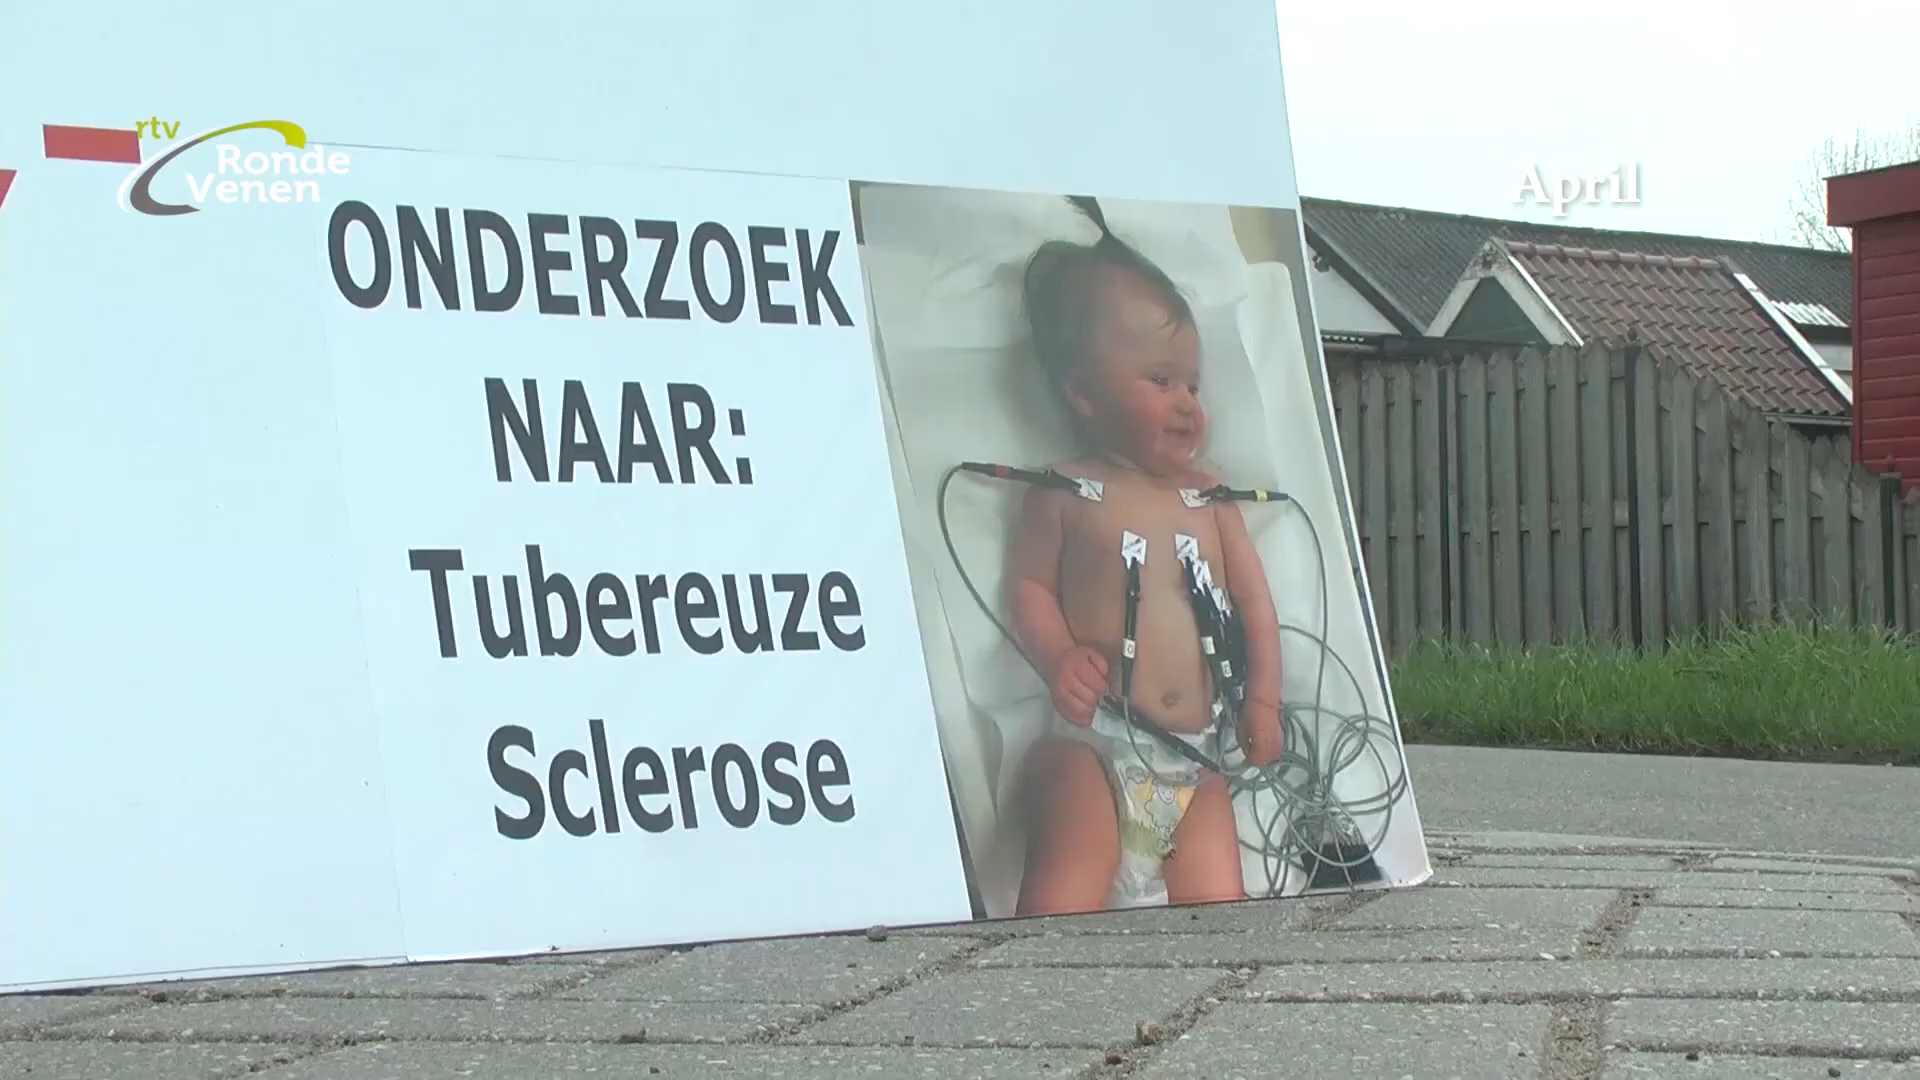 rtv
Ronde
Venen
April
ONDERZOEK
NAAR:
Tubereuze
Sclerose